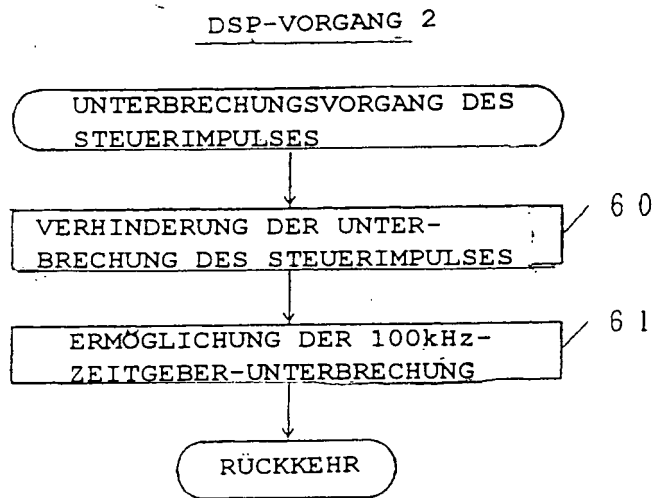 DSP-VORGANG 2
UNTERBRECHUNGSVORGANG DES
STEUERIMPULSES
VERHINDERUNG DER UNTER-
BRECHUNG DES STEUERIMPULSES
60
ERMÖGLICHUNG DER 100kHz-
ZEITGEBER-UNTERBRECHUNG
61
RÜCKKEHR